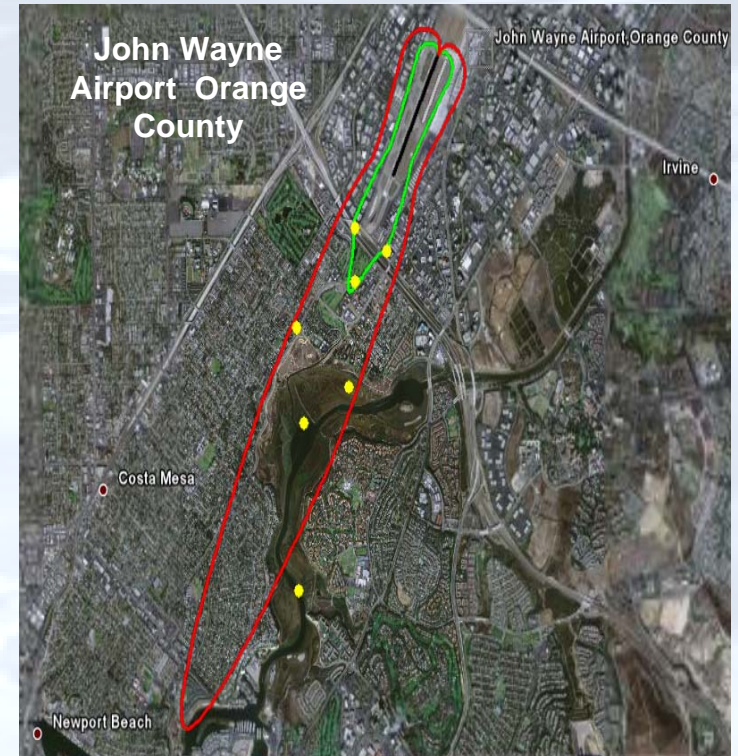 John Wayne
Airport Orange
County
John Wayne Airport,Orange County
Irvine
Costa Mesa
Newport Beach